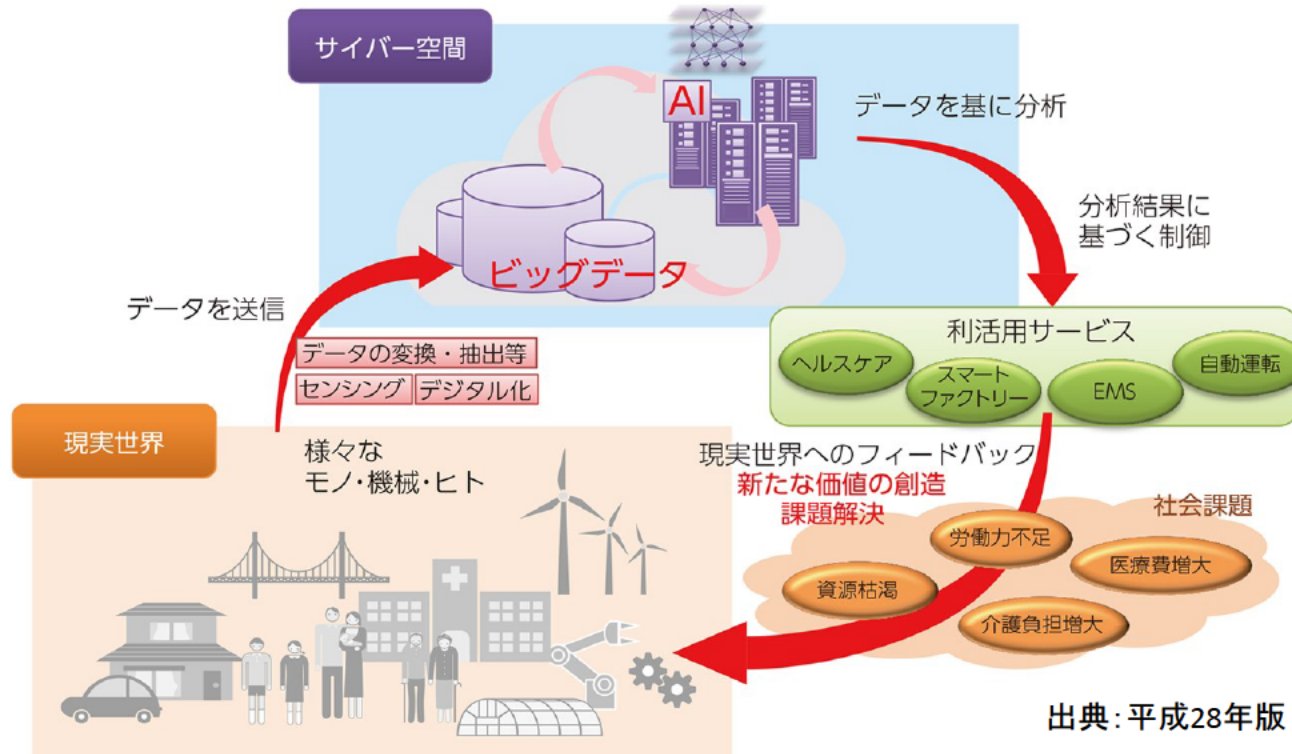 サイバー空間
AI
データを基に分析
分析結果に
基づく制御
ビッグデータ
データを送信
データの変換・抽出等
センシング
デジタル化
利活用サービス
ヘルスケア
スマート
ファクトリー
EMS
自動運転
現実世界
様々な
モノ・機械・ヒト
現実世界へのフィードバック
新たな価値の創造
課題解決
社会課題
労働力不足
医療費増大
資源枯渇
介護負担増大
出典：平成28年版